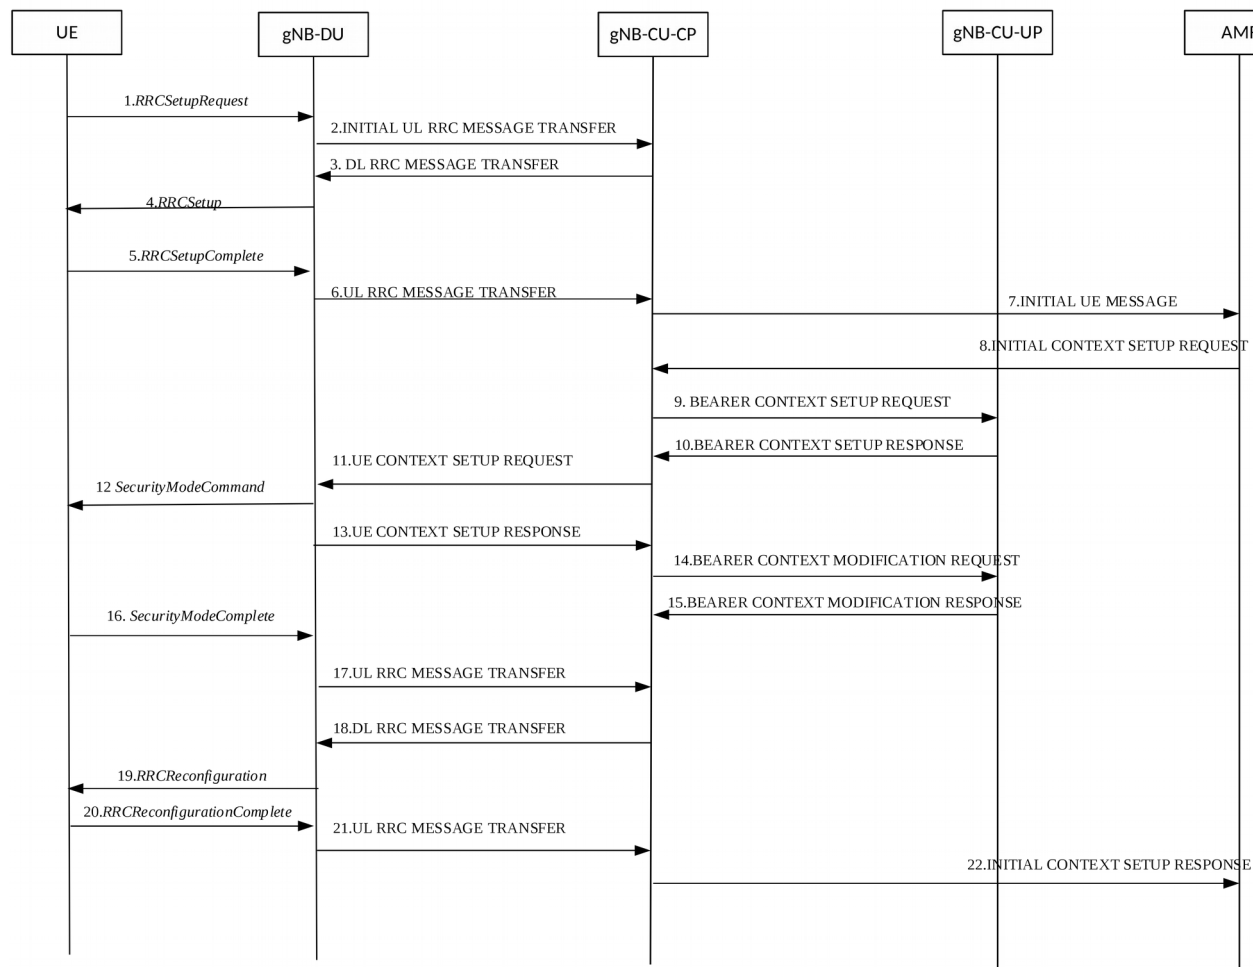 UE
gNB-DU
gNB-CU-CP
gNB-CU-UP
AMF
1.RRCSetupRequest
2.INITIAL UL RRC MESSAGE TRANSFER
3. DL RRC MESSAGE TRANSFER
4.RRCSetup
5.RRCSetupComplete
6.UL RRC MESSAGE TRANSFER
7.INITIAL UE MESSAGE
8.INITIAL CONTEXT SETUP REQUEST
9. BEARER CONTEXT SETUP REQUEST
10.BEARER CONTEXT SETUP RESPONSE
11.UE CONTEXT SETUP REQUEST
12 SecurityModeCommand
13.UE CONTEXT SETUP RESPONSE
14.BEARER CONTEXT MODIFICATION REQUEST
15.BEARER CONTEXT MODIFICATION RESPONSE
16. SecurityModeComplete
17.UL RRC MESSAGE TRANSFER
18.DL RRC MESSAGE TRANSFER
19.RRCReconfiguration
20.RRCReconfigurationComplete
21.UL RRC MESSAGE TRANSFER
22.INITIAL CONTEXT SETUP RESPONSE